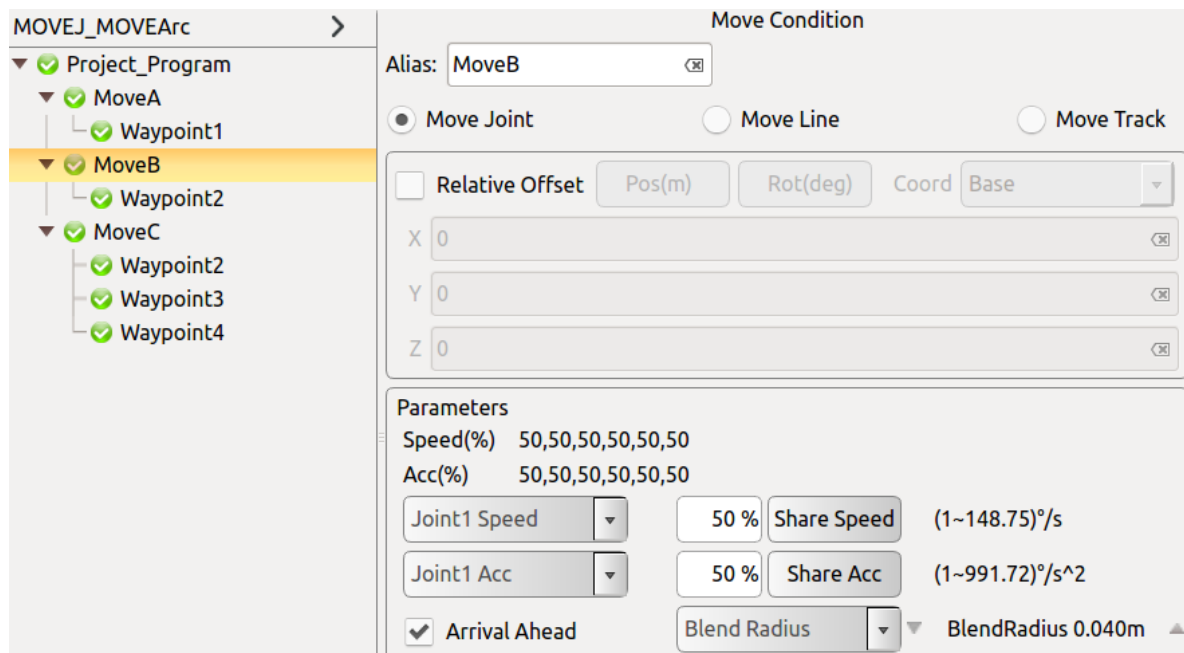 MOVEJ_MOVEArc
Project_Program
MoveA
Waypoint1
MoveB
Waypoint2
MoveC
Waypoint2
Waypoint3
Waypoint4
Move Condition
Alias: MoveB
Move Joint Move Line Move Track
Relative Offset Pos(m) Rot(deg) Coord Base
X 0
Y 0
Z 0
Parameters
Speed(%) 50,50,50,50,50,50
Acc(%) 50,50,50,50,50,50
Joint1 Speed 50 % Share Speed (1~148.75)°/s
Joint1 Acc 50 % Share Acc (1~991.72)°/s^2
Arrival Ahead Blend Radius BlendRadius 0.040m